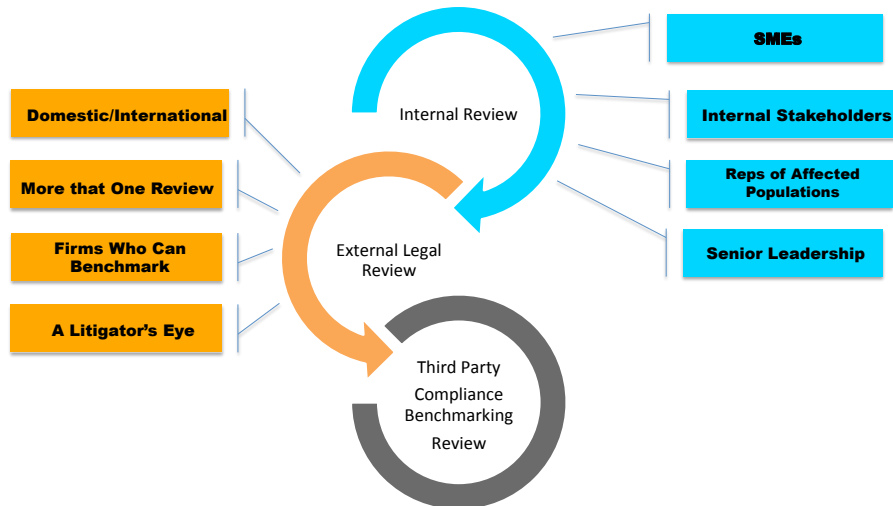 SMEs
Internal Review
Internal Stakeholders
Reps of Affected
Populations
Senior Leadership
Domestic/International
More that One Review
Firms Who Can
Benchmark
A Litigator’s Eye
External Legal
Review
Third Party
Compliance
Benchmarking
Review